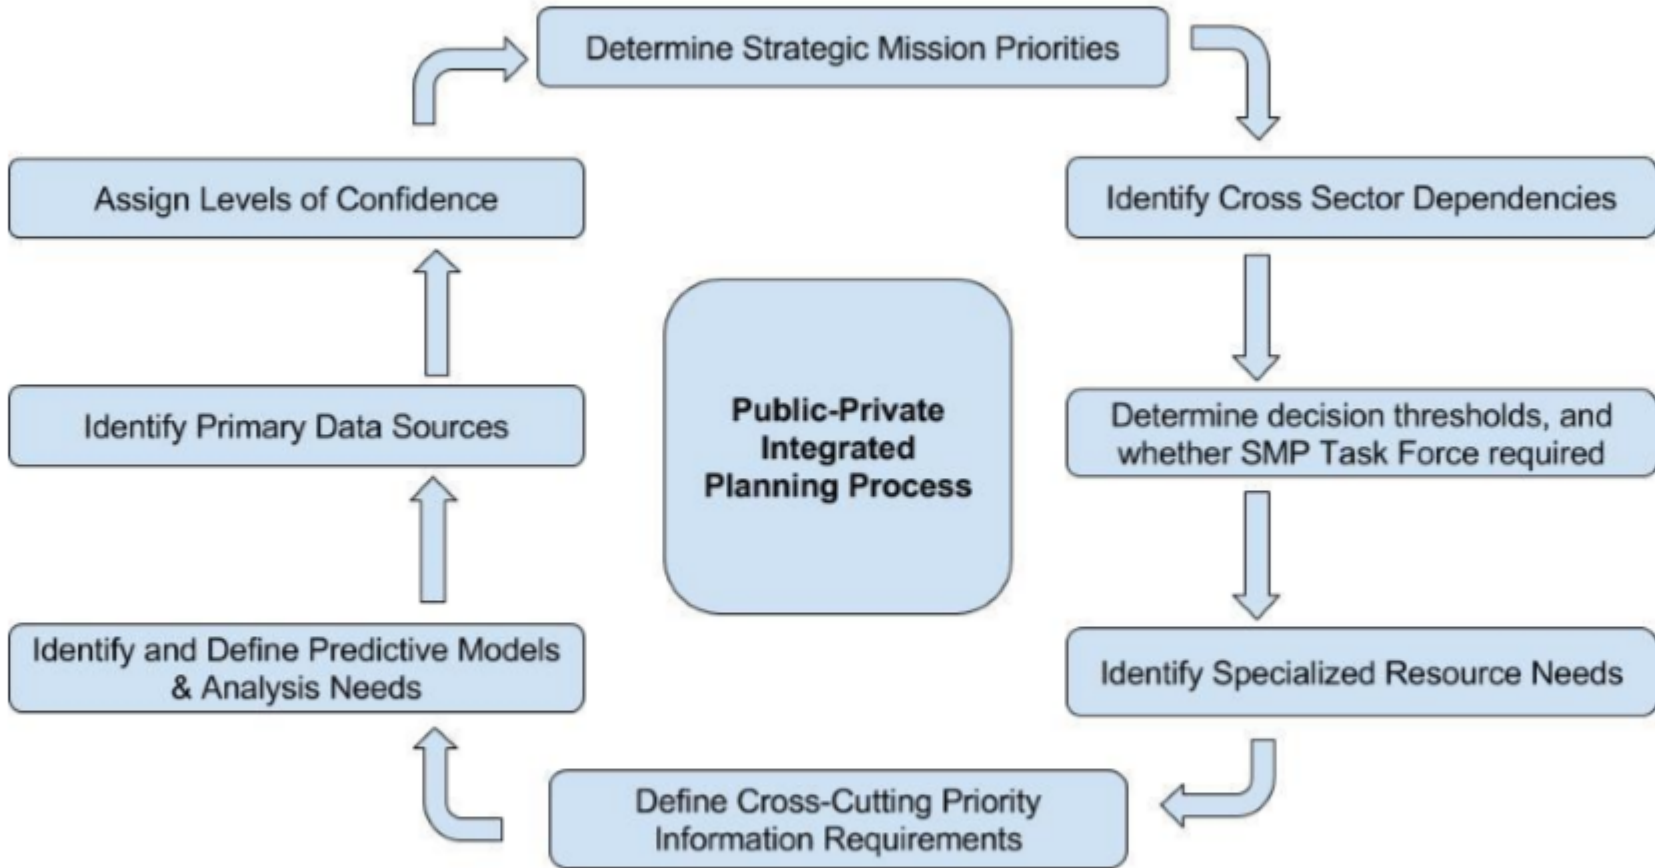 Determine Strategic Mission Priorities
Identify Cross Sector Dependencies
Determine decision thresholds, and
whether SMP Task Force required
Identify Specialized Resource Needs
Define Cross-Cutting Priority
Information Requirements
Identify and Define Predictive Models
& Analysis Needs
Identify Primary Data Sources
Assign Levels of Confidence
Public-Private
Integrated
Planning Process